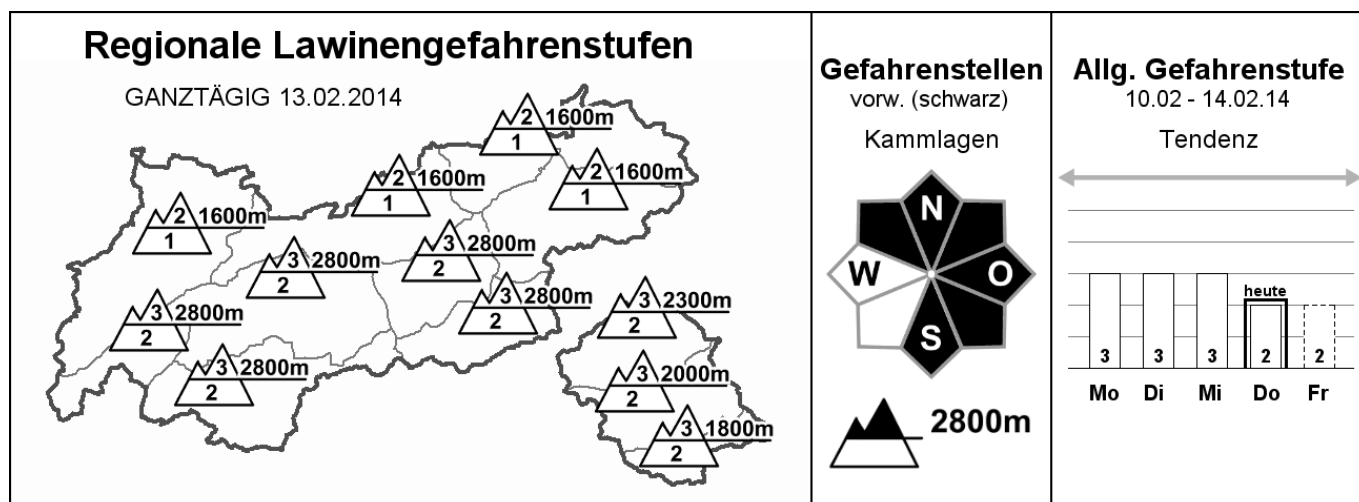 Regionale Lawinengefahrenstufen
GANZTÄGIG 13.02.2014
2 1600m
1
2 1600m
1
2 1600m
1
2 1600m
1
3 2800m
2
3 2800m
2
3 2800m
2
3 2800m
2
3 2800m
2
3 2300m
2
3 2000m
2
3 1800m
2
Gefahrenstellen
vorw. (schwarz)
Kammlagen
N
W O
S
2800m
Allg. Gefahrenstufe
10.02 - 14.02.14
Tendenz
heute
3 3 3 2 2
Mo Di Mi Do Fr